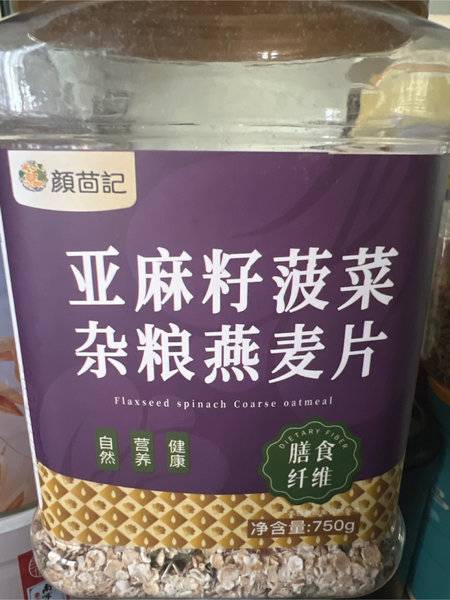 顔茴記
亚麻籽菠菜
杂粮燕麦片
Flaxseed spinach Coarse oatmeal
自然
营养
健康
DIETARY FIBER
膳食
纤维
净含量:750g